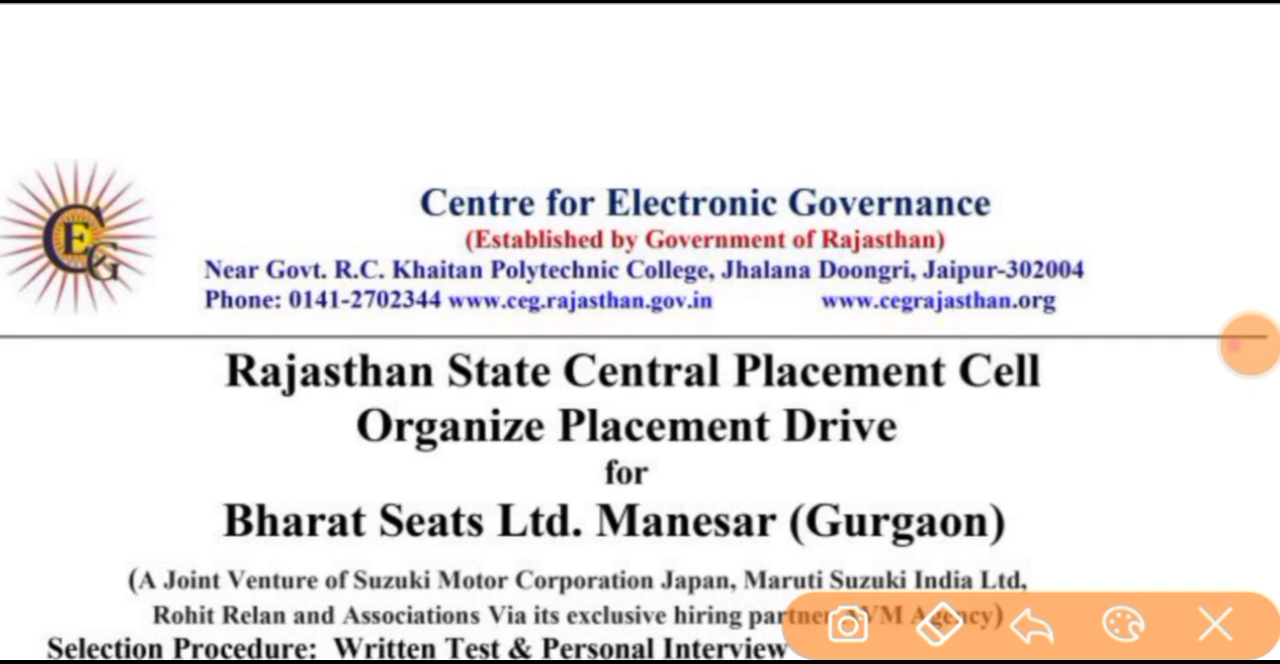 CEG
Centre for Electronic Governance
(Established by Government of Rajasthan)
Near Govt. R.C. Khaitan Polytechnic College, Jhalana Doongri, Jaipur-302004
Phone: 0141-2702344 www.ceg.rajasthan.gov.in www.cegrajasthan.org
Rajasthan State Central Placement Cell
Organize Placement Drive
for
Bharat Seats Ltd. Manesar (Gurgaon)
(A Joint Venture of Suzuki Motor Corporation Japan, Maruti Suzuki India Ltd,
Rohit Relan and Associations Via its exclusive hiring partner Agency)
Selection Procedure: Written Test & Personal Interview